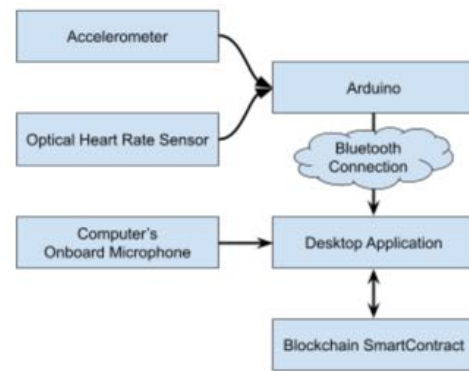 Accelerometer
Arduino
Optical Heart Rate Sensor
Bluetooth
Connection
Computer's
Onboard Microphone
Desktop Application
Blockchain SmartContract